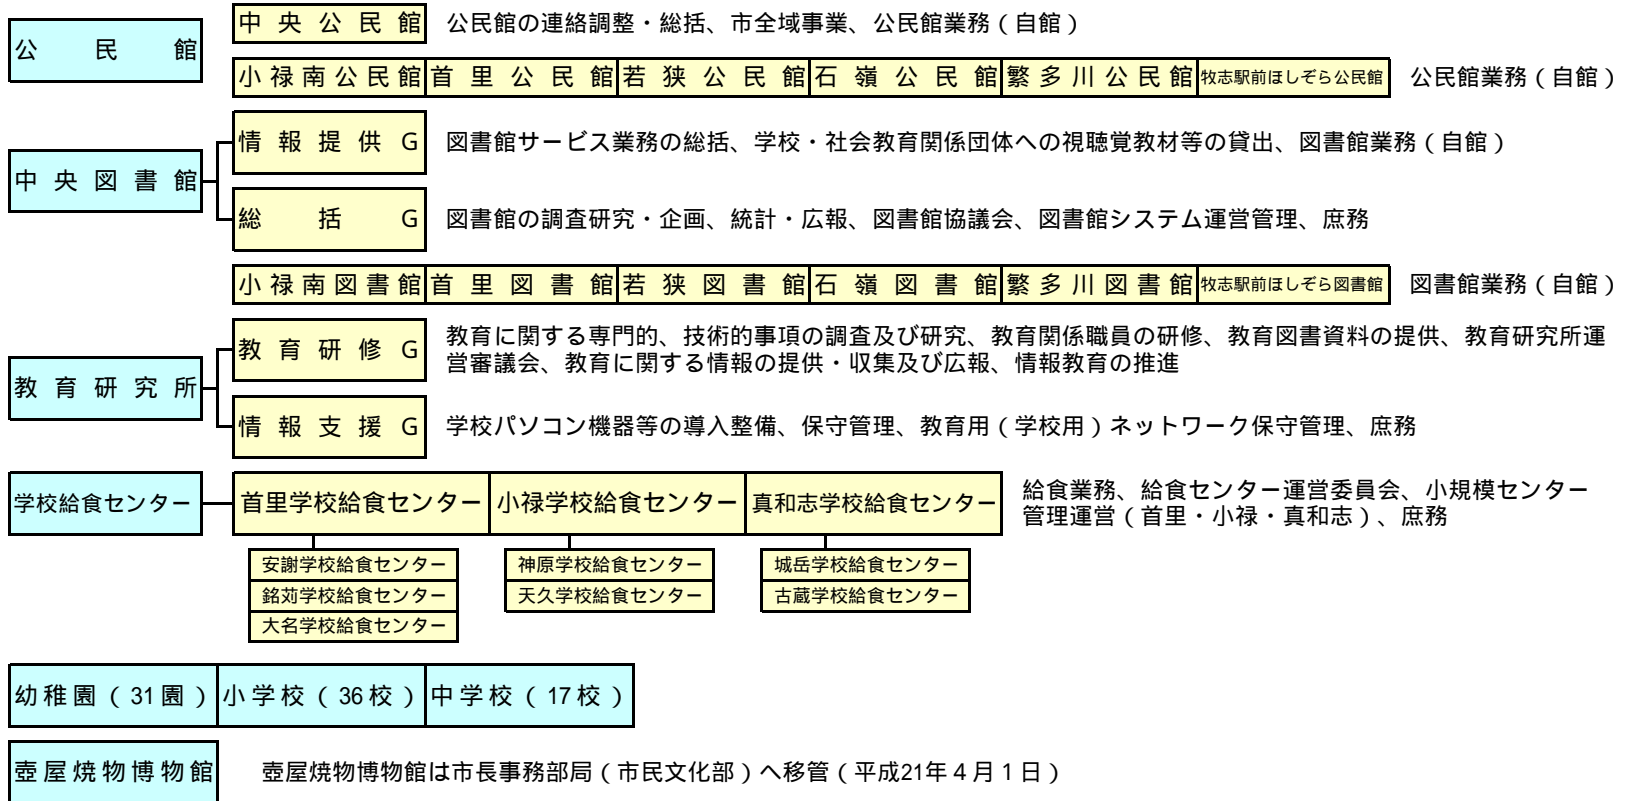 公民館
中央公民館 公民館の連絡調整・総括、市全域事業、公民館業務（自館）
小禄南公民館 首里公民館 若狭公民館 石嶺公民館 繁多川公民館 牧志駅前ほしぞら公民館 公民館業務（自館）
中央図書館
情報提供G 図書館サービス業務の総括、学校・社会教育関係団体への視聴覚教材等の貸出、図書館業務（自館）
総括G 図書館の調査研究・企画、統計・広報、図書館協議会、図書館システム運営管理、庶務
小禄南図書館 首里図書館 若狭図書館 石嶺図書館 繁多川図書館 牧志駅前ほしぞら図書館 図書館業務（自館）
教育研究所
教育研修G 教育に関する専門的、技術的事項の調査及び研究、教育関係職員の研修、教育図書資料の提供、教育研究所運
営審議会、教育に関する情報の提供・収集及び広報、情報教育の推進
情報支援G 学校パソコン機器等の導入整備、保守管理、教育用（学校用）ネットワーク保守管理、庶務
学校給食センター 首里学校給食センター 小禄学校給食センター 真和志学校給食センター 給食業務、給食センター運営委員会、小規模センター
管理運営（首里・小禄・真和志）、庶務
安謝学校給食センター 神原学校給食センター 城岳学校給食センター
銘苅学校給食センター 天久学校給食センター 古蔵学校給食センター
大名学校給食センター
幼稚園（31園） 小学校（36校） 中学校（17校）
壺屋焼物博物館 壺屋焼物博物館は市長事務部局（市民文化部）へ移管（平成21年４月１日）